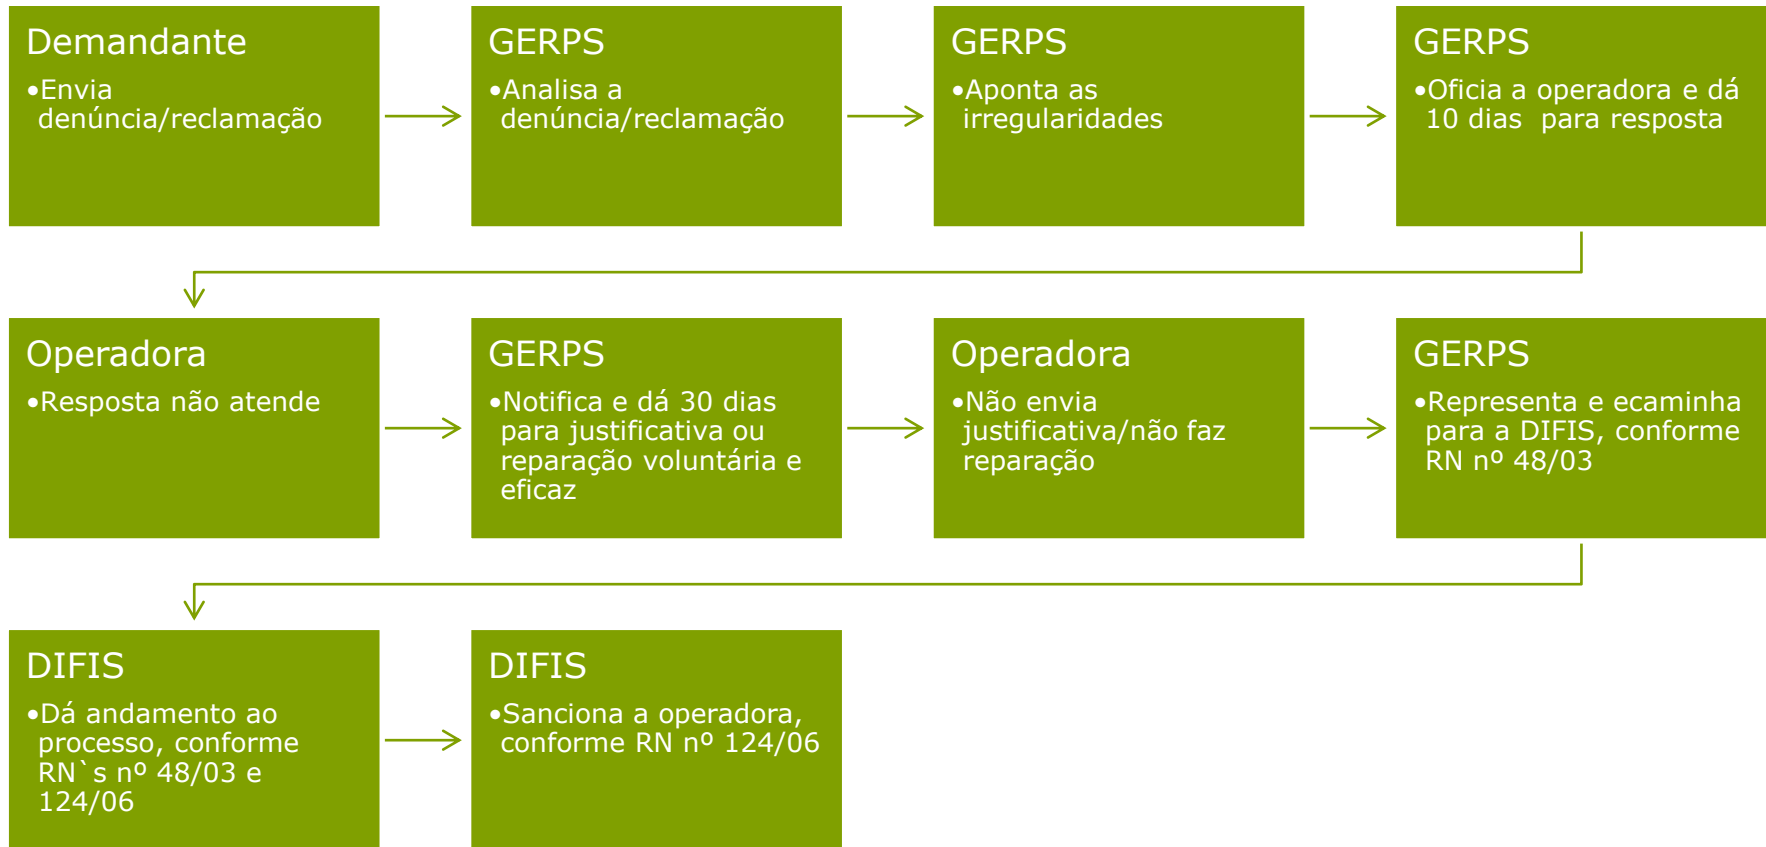 Demandante
•Envia
denúncia/reclamação
GERPS
•Analisa a
denúncia/reclamação
GERPS
•Aponta as
irregularidades
GERPS
•Oficia a operadora e dá
10 dias para resposta
Operadora
•Resposta não atende
GERPS
•Notifica e dá 30 dias
para justificativa ou
reparação voluntária e
eficaz
Operadora
•Não envia
justificativa/não faz
reparação
GERPS
•Representa e ecaminha
para a DIFIS, conforme
RN nº 48/03
DIFIS
•Dá andamento ao
processo, conforme
RN`s nº 48/03 e
124/06
DIFIS
•Sanciona a operadora,
conforme RN nº 124/06